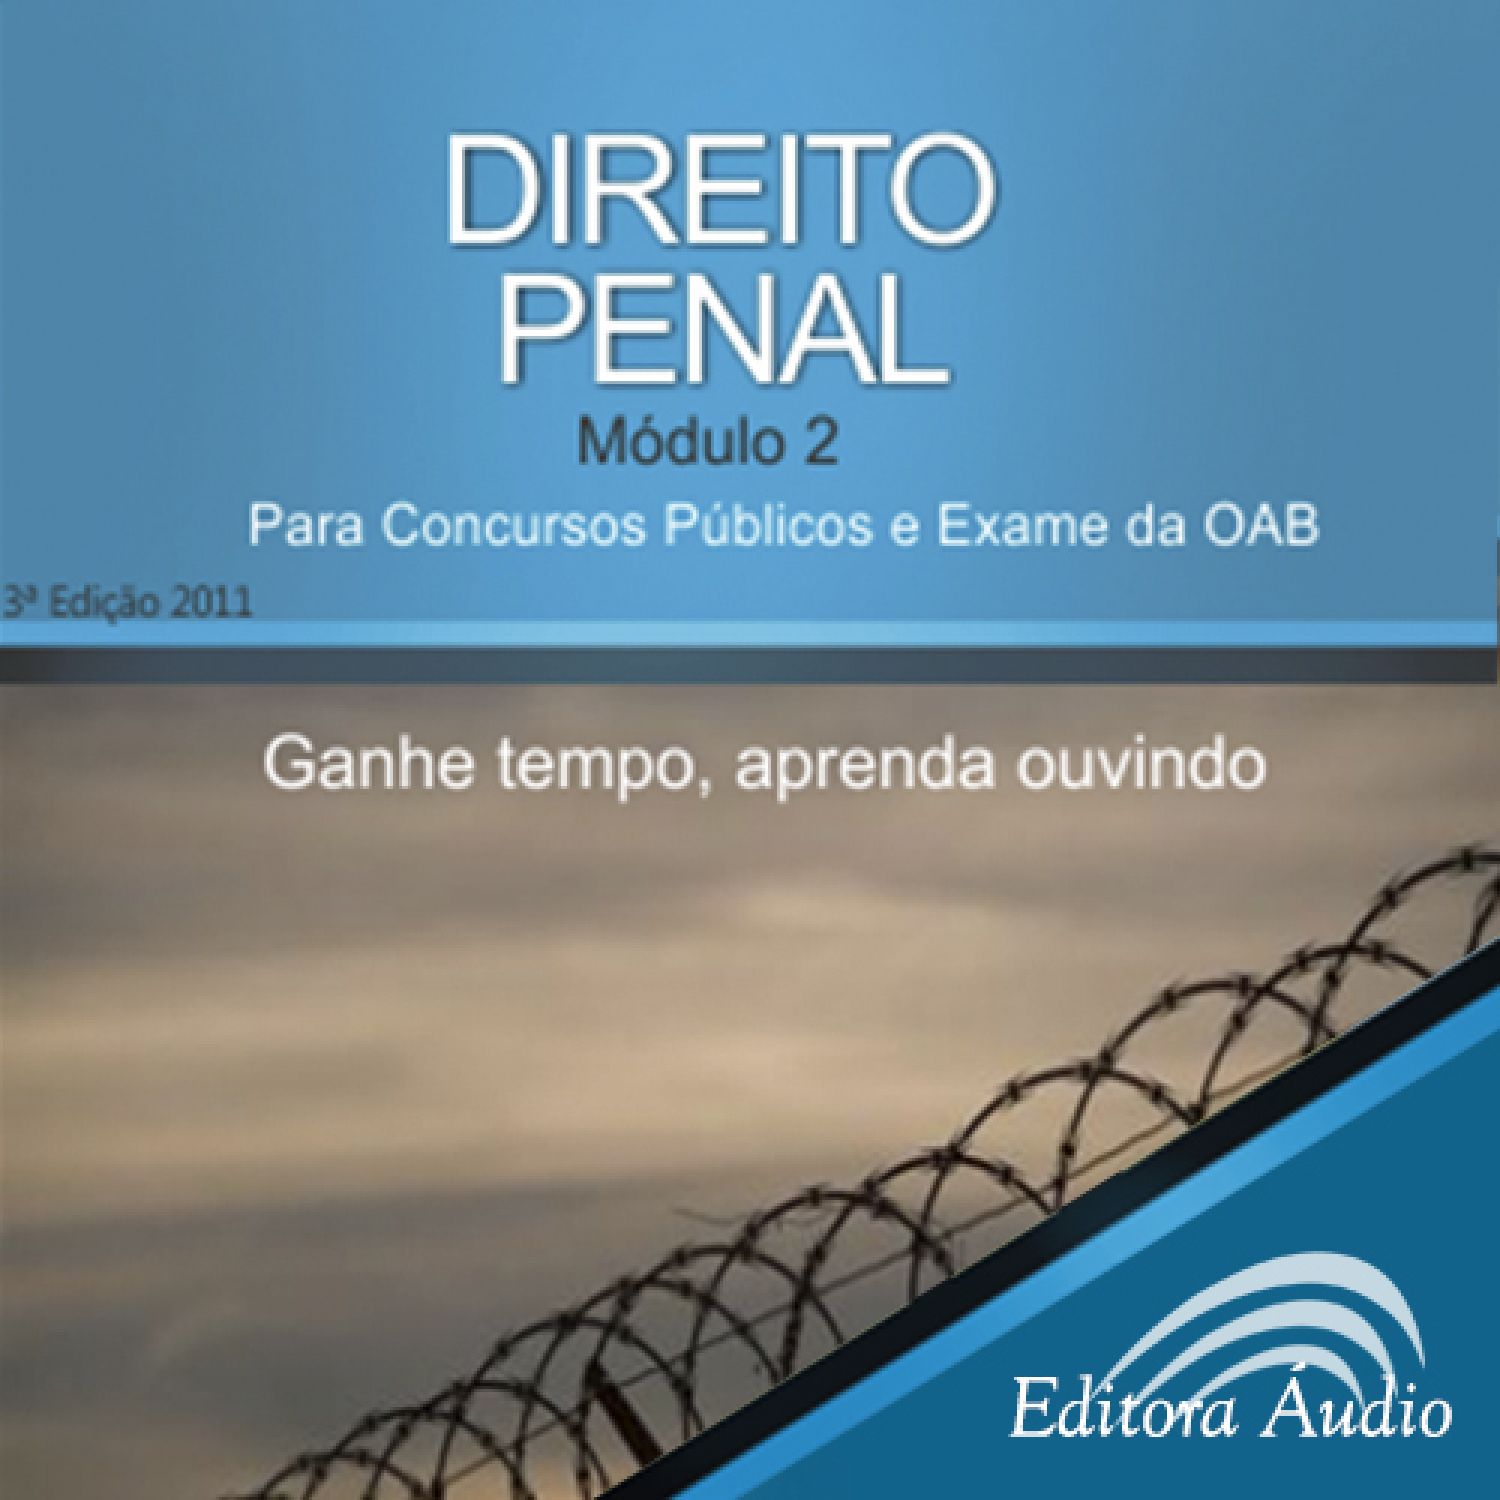 DIREITO
PENAL
Módulo 2
Para Concursos Públicos e Exame da OAB
3ª Edição 2011
Ganhe tempo, aprenda ouvindo
Editora Áudio